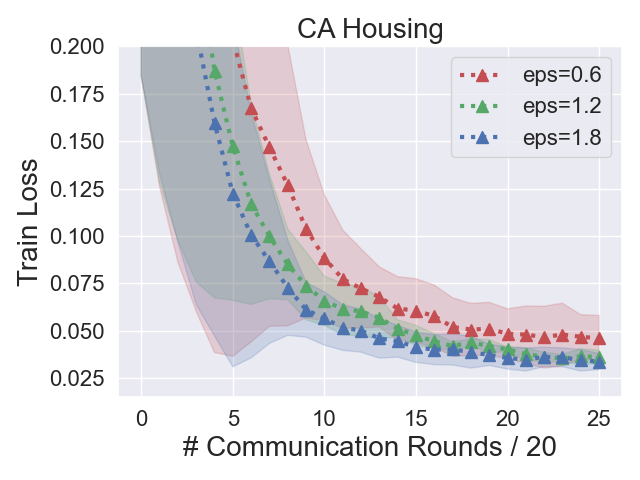 CA Housing
0.200
0.175
0.150
0.125
0.100
0.075
0.050
0.025
Train Loss
eps=0.6
eps=1.2
eps=1.8
0 5 10 15 20 25
# Communication Rounds / 20